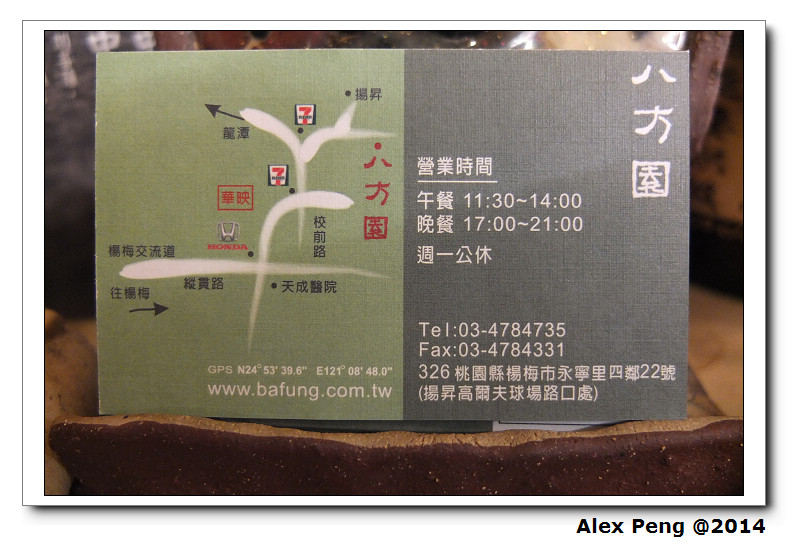 揚昇
龍潭
7
ELEVEN
7
ELEVEN
八方園
華映
校前路
HONDA
楊梅交流道
縱貫路
天成醫院
往楊梅
GPS N24° 53' 39.6" E121° 08' 48.0"
www.bafung.com.tw
八方園
營業時間
午餐 11:30~14:00
晚餐 17:00~21:00
週一公休
Tel:03-4784735
Fax:03-4784331
326 桃園縣楊梅市永寧里四鄰22號
(揚昇高爾夫球場路口處)
Alex Peng @2014